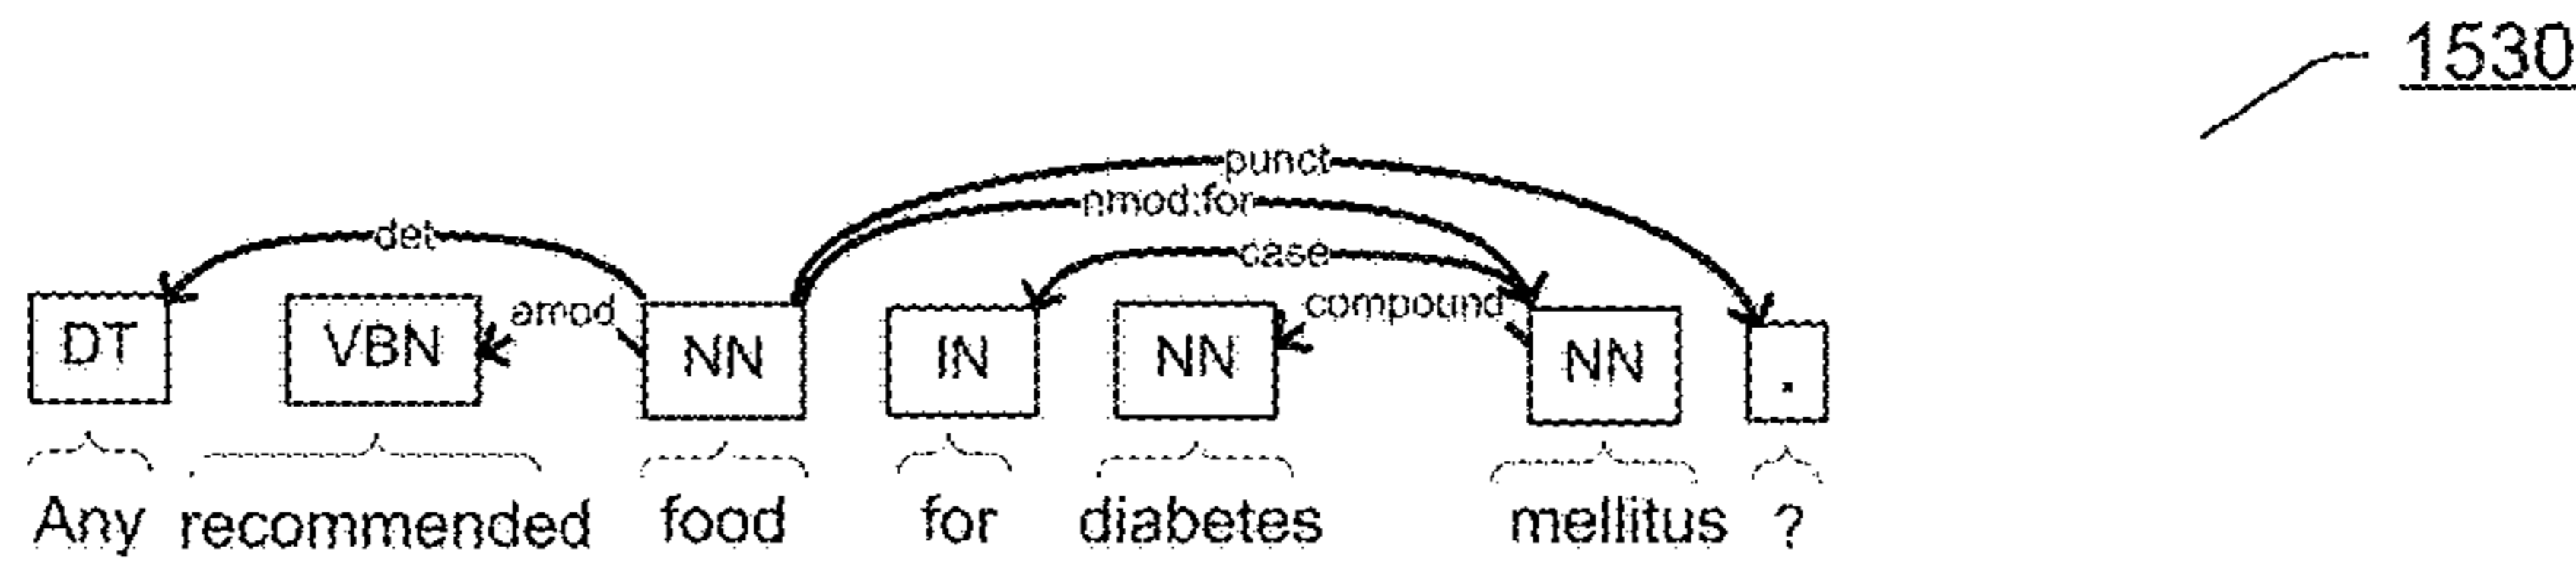 1530
punct
nmod:for
det
case
amod
compound
DT VBN NN IN NN NN .
Any recommended food for diabetes mellitus ?